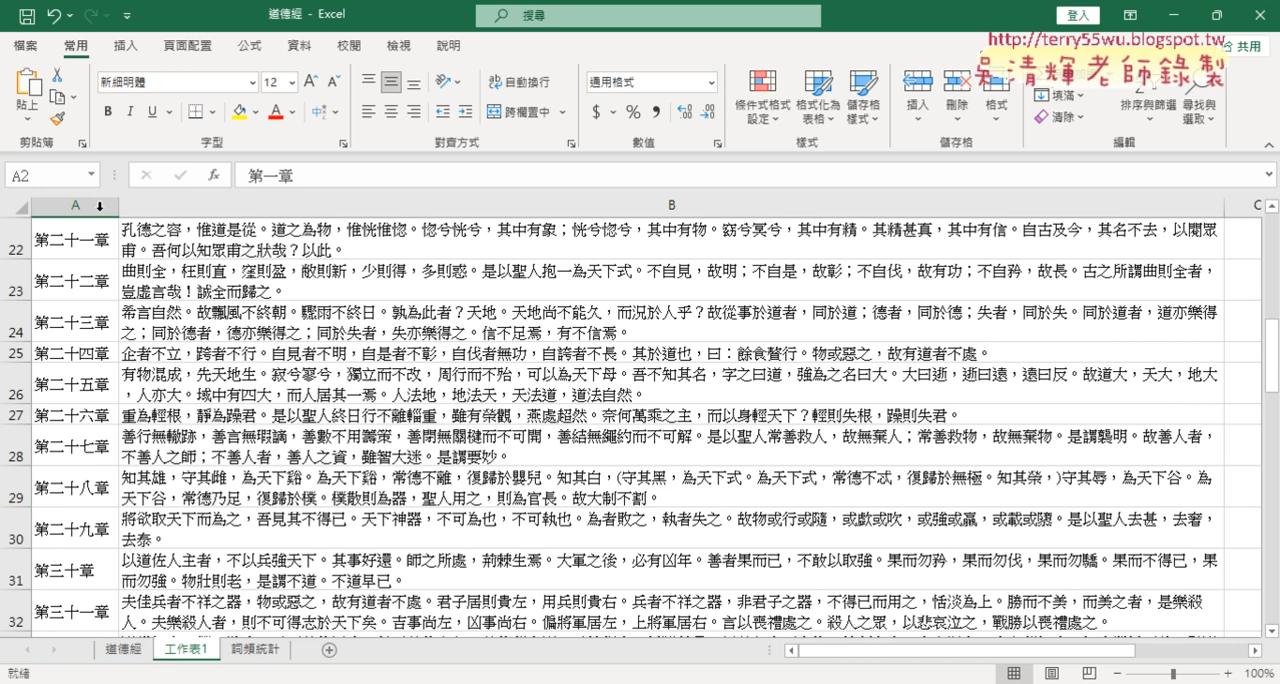 道德經 - Excel
搜尋
登入
檔案 常用 插入 頁面配置 公式 資料 校閱 檢視 說明
共用
http://terry55wu.blogspot.tw
吳清輝老師錄製
貼上
新細明體 12
B I U
中
自動換行
跨欄置中
通用格式
$ % 9
條件式格式設定
格式化為表格
儲存格樣式
插入 刪除 格式
填滿
清除
排序與篩選 尋找與選取
剪貼簿 字型 對齊方式 數值 樣式 儲存格 編輯
A2 fx 第一章
A B C
22 第二十一章 孔德之容，惟道是從。道之為物，惟恍惟惚。惚兮恍兮，其中有象；恍兮惚兮，其中有物。窈兮冥兮，其中有精。其精甚真，其中有信。自古及今，其名不去，以閱眾
甫。吾何以知眾甫之狀哉？以此。
23 第二十二章 曲則全，枉則直，窪則盈，敝則新，少則得，多則惑。是以聖人抱一為天下式。不自見，故明；不自是，故彰；不自伐，故有功；不自矜，故長。古之所謂曲則全者，
豈虛言哉！誠全而歸之。
24 第二十三章 希言自然。故飄風不終朝。驟雨不終日。孰為此者？天地。天地尚不能久，而況於人乎？故從事於道者，同於道；德者，同於德；失者，同於失。同於道者，道亦樂得
之；同於德者，德亦樂得之；同於失者，失亦樂得之。信不足焉，有不信焉。
25 第二十四章 企者不立，跨者不行。自見者不明，自是者不彰，自伐者無功，自誇者不長。其於道也，曰：餘食贅行。物或惡之，故有道者不處。
26 第二十五章 有物混成，先天地生。寂兮寥兮，獨立而不改，周行而不殆，可以為天下母。吾不知其名，字之曰道，強為之名曰大。大曰逝，逝曰遠，遠曰反。故道大，天大，地大
，人亦大。域中有四大，而人居其一焉。人法地，地法天，天法道，道法自然。
27 第二十六章 重為輕根，靜為躁君。是以聖人終日行不離輜重，雖有榮觀，燕處超然。奈何萬乘之主，而以身輕天下？輕則失根，躁則失君。
28 第二十七章 善行無轍跡，善言無瑕讁，善數不用籌策，善閉無關楗而不可開，善結無繩約而不可解。是以聖人常善救人，故無棄人；常善救物，故無棄物。是謂襲明。故善人者，
不善人之師；不善人者，善人之資，雖智大迷。是謂要妙。
29 第二十八章 知其雄，守其雌，為天下谿。為天下谿，常德不離，復歸於嬰兒。知其白，(守其黑，為天下式。為天下式，常德不忒，復歸於無極。知其榮，)守其辱，為天下谷。為
天下谷，常德乃足，復歸於樸。樸散則為器，聖人用之，則為官長。故大制不割。
30 第二十九章 將欲取天下而為之，吾見其不得已。天下神器，不可為也，不可執也。為者敗之，執者失之。故物或行或隨，或歔或吹，或強或羸，或載或隳。是以聖人去甚，去奢，
去泰。
31 第三十章 以道佐人主者，不以兵強天下。其事好還。師之所處，荊棘生焉。大軍之後，必有凶年。善者果而已，不敢以取強。果而勿矜，果而勿伐，果而勿驕。果而不得已，果
而勿強。物壯則老，是謂不道。不道早已。
32 第三十一章 夫佳兵者不祥之器，物或惡之，故有道者不處。君子居則貴左，用兵則貴右。兵者不祥之器，非君子之器，不得已而用之，恬淡為上。勝而不美，而美之者，是樂殺
人。夫樂殺人者，則不可得志於天下矣。吉事尚左，凶事尚右。偏將軍居左，上將軍居右。言以喪禮處之。殺人之眾，以悲哀泣之，戰勝以喪禮處之。
道德經 工作表1 詞頻統計
就緒 100%